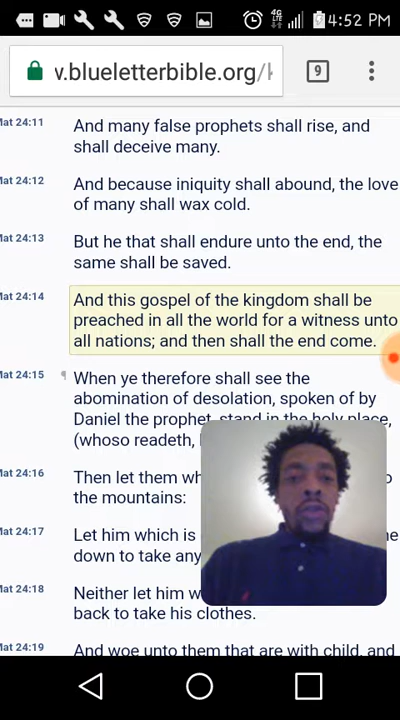 4G
LTE
4:52 PM
v.blueletterbible.org/k
9
Mat 24:11
And many false prophets shall rise, and
shall deceive many.
Mat 24:12
And because iniquity shall abound, the love
of many shall wax cold.
Mat 24:13
But he that shall endure unto the end, the
same shall be saved.
Mat 24:14
And this gospel of the kingdom shall be
preached in all the world for a witness unto
all nations; and then shall the end come.
Mat 24:15
¶ When ye therefore shall see the
abomination of desolation, spoken of by
Daniel the prophet, stand in the holy place,
(whoso readeth,
Mat 24:16
Then let them
the mountains:
Mat 24:17
Let him which is
down to take any
Mat 24:18
Neither let him
back to take his clothes.
Mat 24:19
And woe unto them that are with child, and